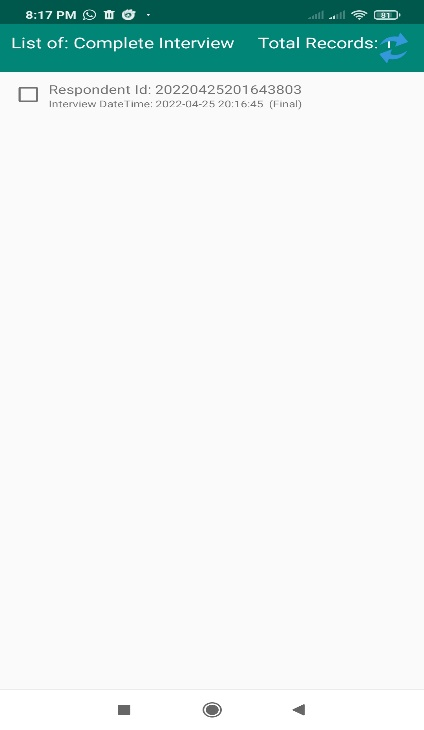 8:17 PM 81
List of: Complete Interview Total Records: 1
Respondent Id: 20220425201643803
Interview DateTime: 2022-04-25 20:16:45 (Final)